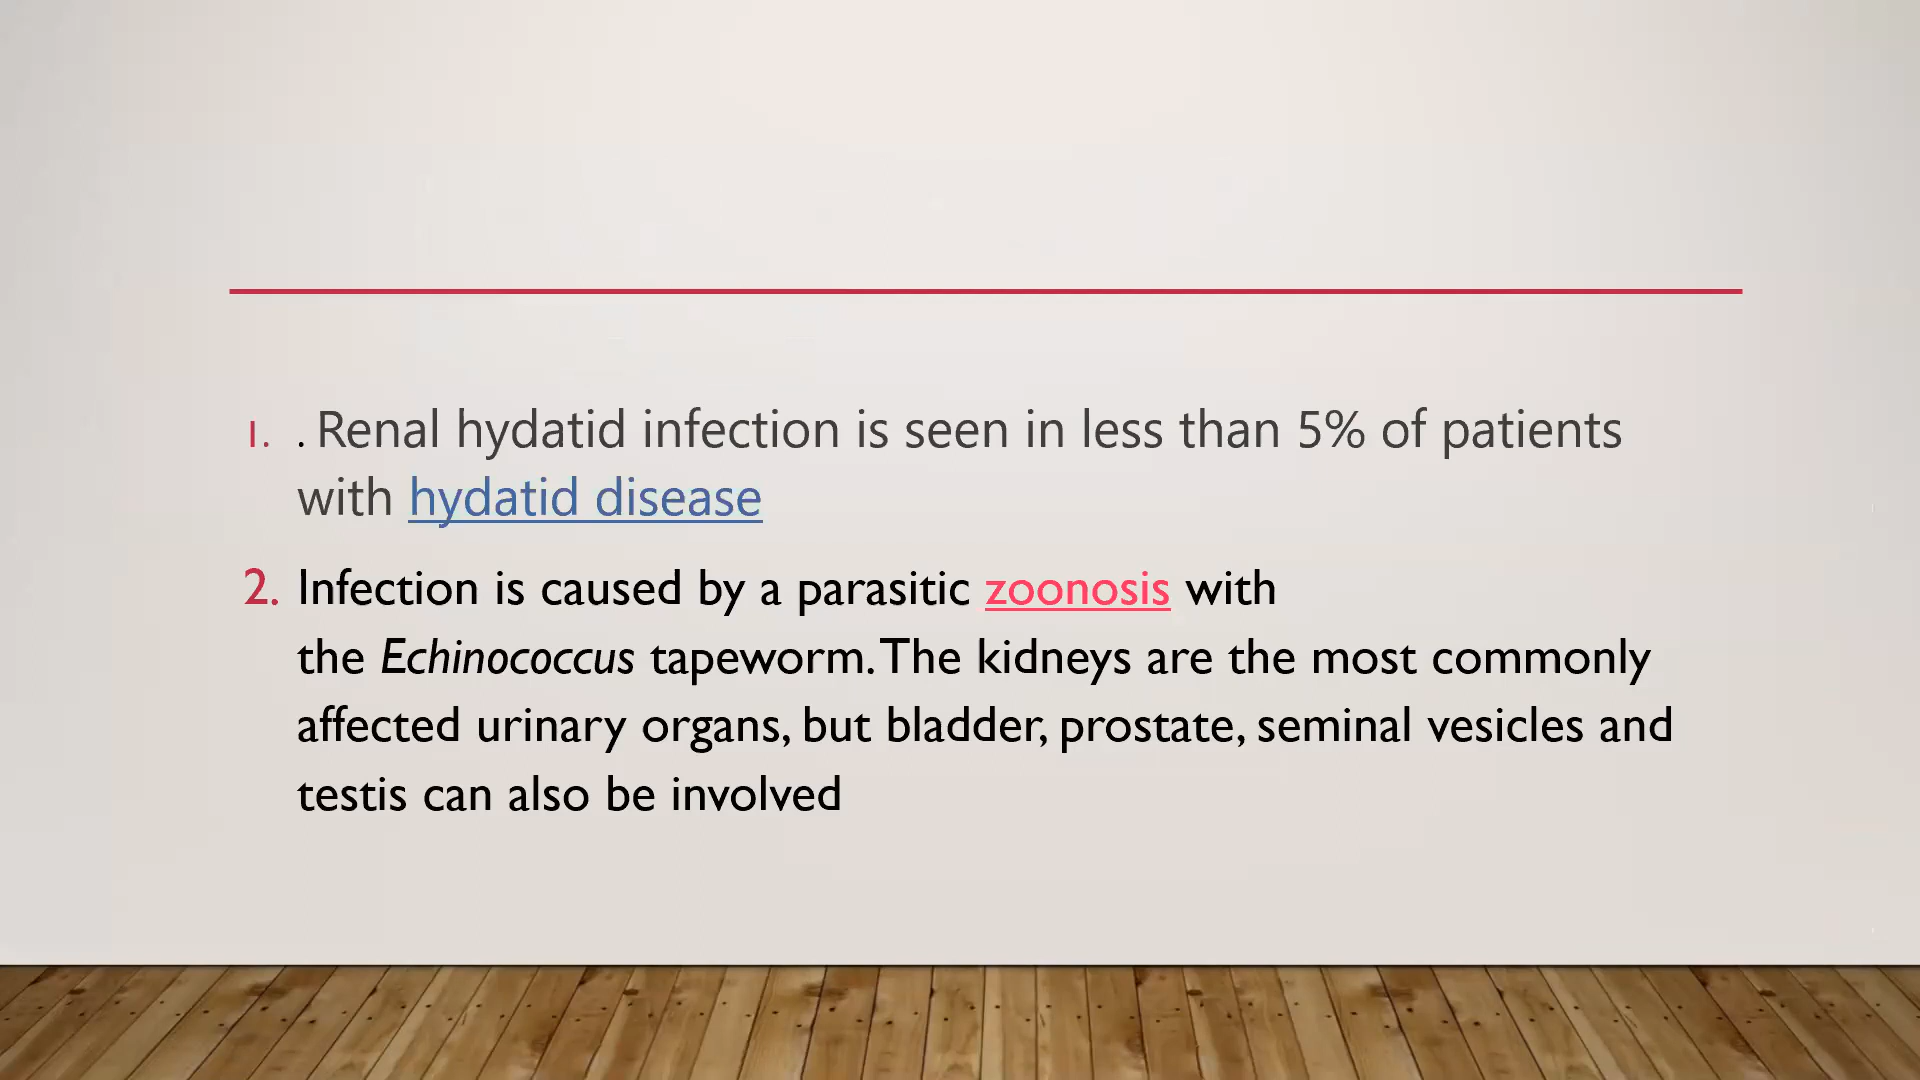 1. . Renal hydatid infection is seen in less than 5% of patients
with hydatid disease
2. Infection is caused by a parasitic zoonosis with
the Echinococcus tapeworm. The kidneys are the most commonly
affected urinary organs, but bladder, prostate, seminal vesicles and
testis can also be involved